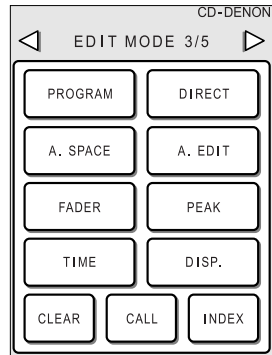 CD-DENON
EDIT MODE 3/5
PROGRAM DIRECT
A. SPACE A. EDIT
FADER PEAK
TIME DISP.
CLEAR CALL INDEX